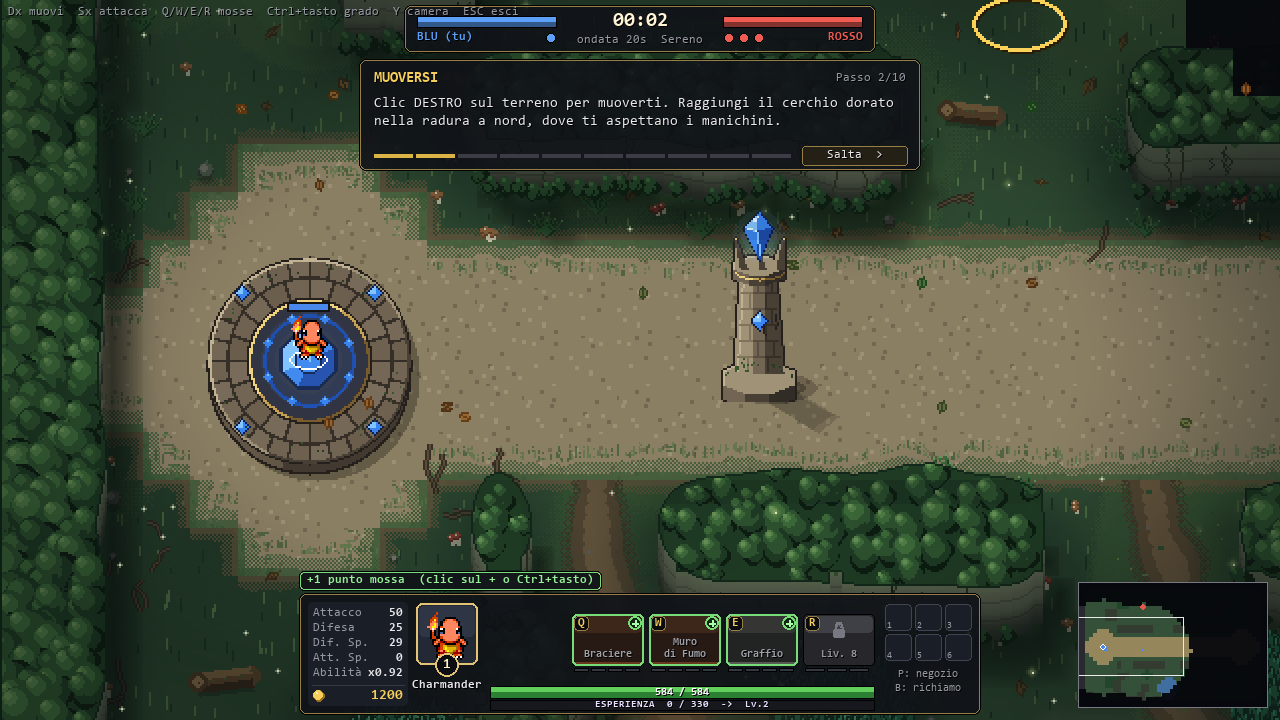 Dx muovi  Sx attacca  Q/W/E/R mosse  Ctrl+tasto grado  Y camera  ESC esci
00:02
BLU (tu)
ondata 20s  Sereno
ROSSO
MUOVERSI
Passo 2/10
Clic DESTRO sul terreno per muoverti. Raggiungi il cerchio dorato
nella radura a nord, dove ti aspettano i manichini.
Salta >
+1 punto mossa  (clic sul + o Ctrl+tasto)
Attacco 50
Difesa 25
Dif. Sp. 29
Att. Sp. 0
Abilità x0.92
1200
1
Charmander
Q
Braciere
W
Muro
di Fumo
E
Graffio
R
Liv. 8
1 2 3
4 5 6
P: negozio
B: richiamo
584 / 584
ESPERIENZA  0 / 330  ->  Lv.2